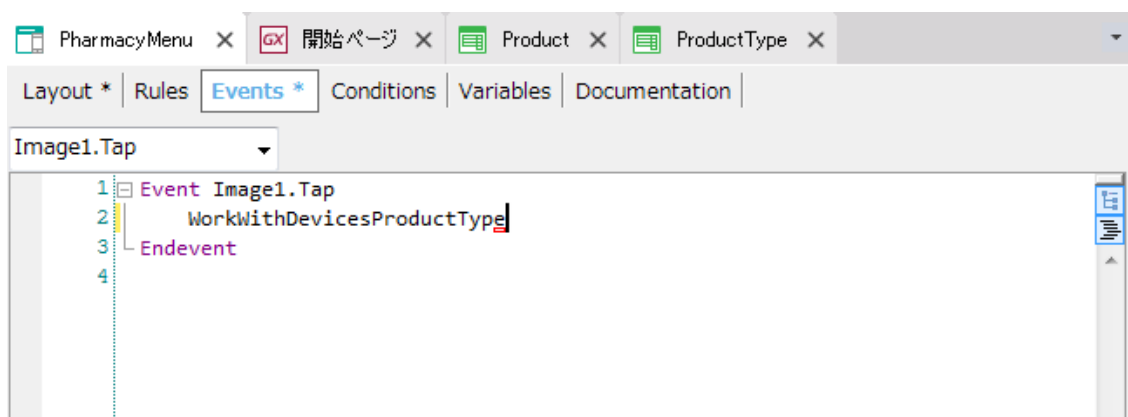 PharmacyMenu GX 開始ページ Product ProductType
Layout * Rules Events * Conditions Variables Documentation
Image1.Tap
1 Event Image1.Tap
2 WorkWithDevicesProductType
3 Endevent
4